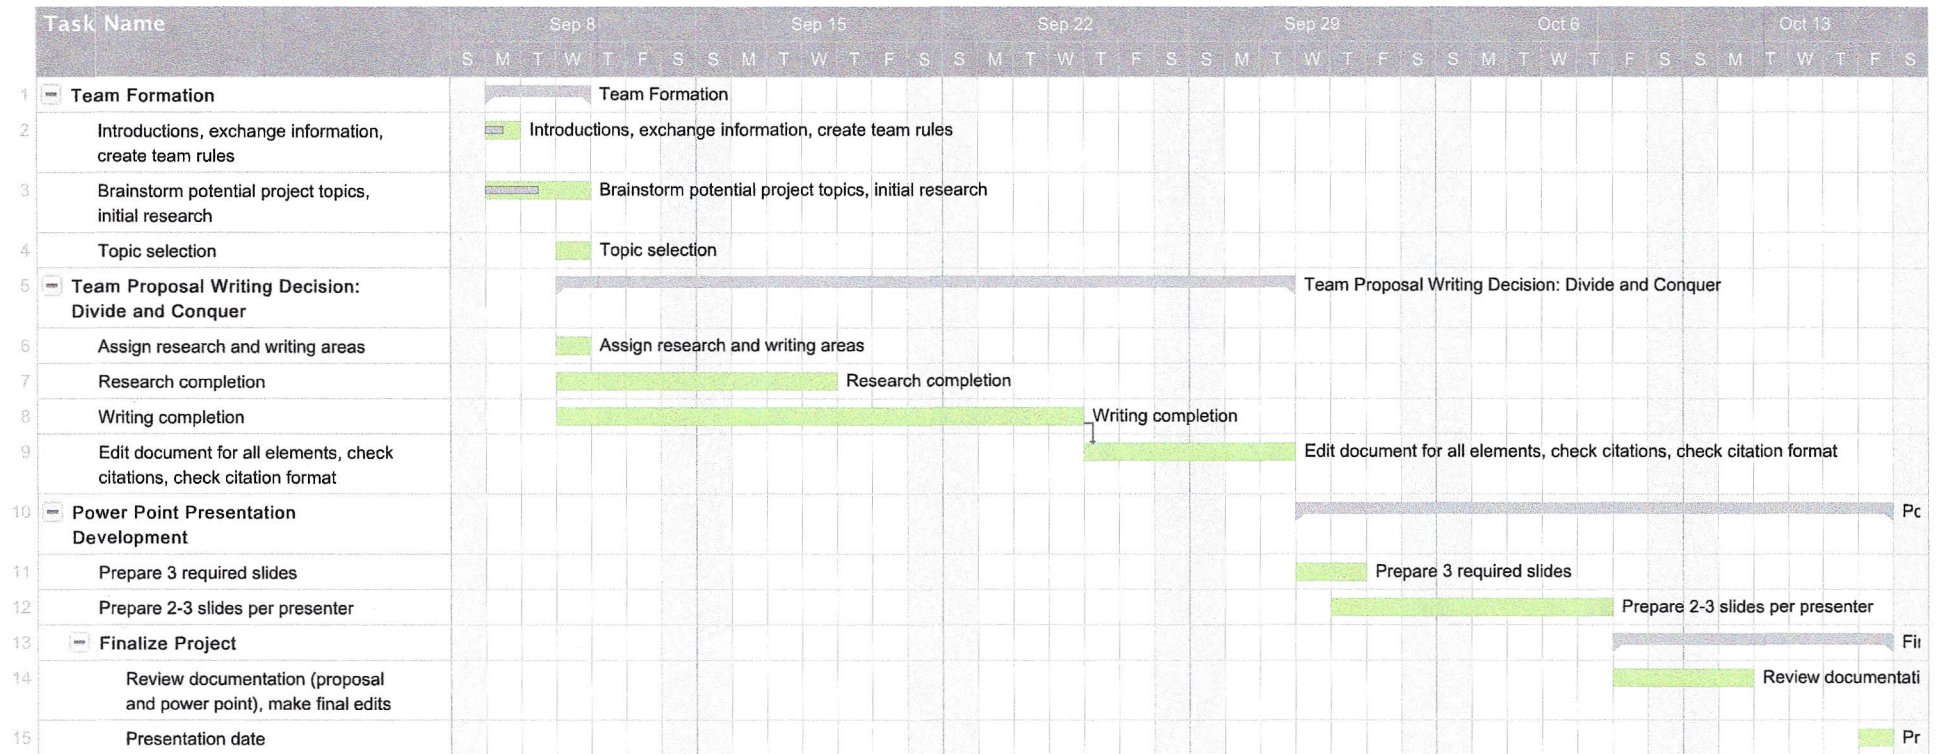 Task Name
Sep 8 Sep 15 Sep 22 Sep 29 Oct 6 Oct 13
S M T W T F S S M T W T F S S M T W T F S S M T W T F S S M T W T F S S M T W T F S
1 Team Formation Team Formation
2 Introductions, exchange information, Introductions, exchange information, create team rules
create team rules
3 Brainstorm potential project topics, Brainstorm potential project topics, initial research
initial research
4 Topic selection Topic selection
5 Team Proposal Writing Decision: Team Proposal Writing Decision: Divide and Conquer
Divide and Conquer
6 Assign research and writing areas Assign research and writing areas
7 Research completion Research completion
8 Writing completion Writing completion
9 Edit document for all elements, check Edit document for all elements, check citations, check citation format
citations, check citation format
10 Power Point Presentation Po
Development
11 Prepare 3 required slides Prepare 3 required slides
12 Prepare 2-3 slides per presenter Prepare 2-3 slides per presenter
13 Finalize Project Fi
14 Review documentation (proposal Review documentati
and power point), make final edits
15 Presentation date Pr